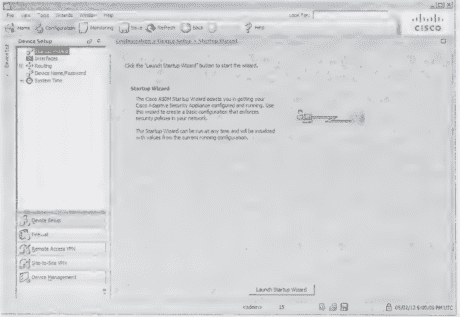 File View Tools Wizards Window Help Look For:
Home Configuration Monitoring Save Refresh Back Help
CISCO
Device Setup
Configuration > Device Setup > Startup Wizard
Startup Wizard
Interfaces
Routing
Device Name/Password
System Time
Click the 'Launch Startup Wizard' button to start the wizard.
Startup Wizard
The Cisco ASDM Startup Wizard assists you in getting your
Cisco Adaptive Security Appliance configured and running. Use
this wizard to create a basic configuration that enforces
security policies in your network.
The Startup Wizard can be run at any time and will be initialized
with values from the current running configuration.
Device Setup
Firewall
Remote Access VPN
Site-to-Site VPN
Device Management
Launch Startup Wizard
<admin> 15